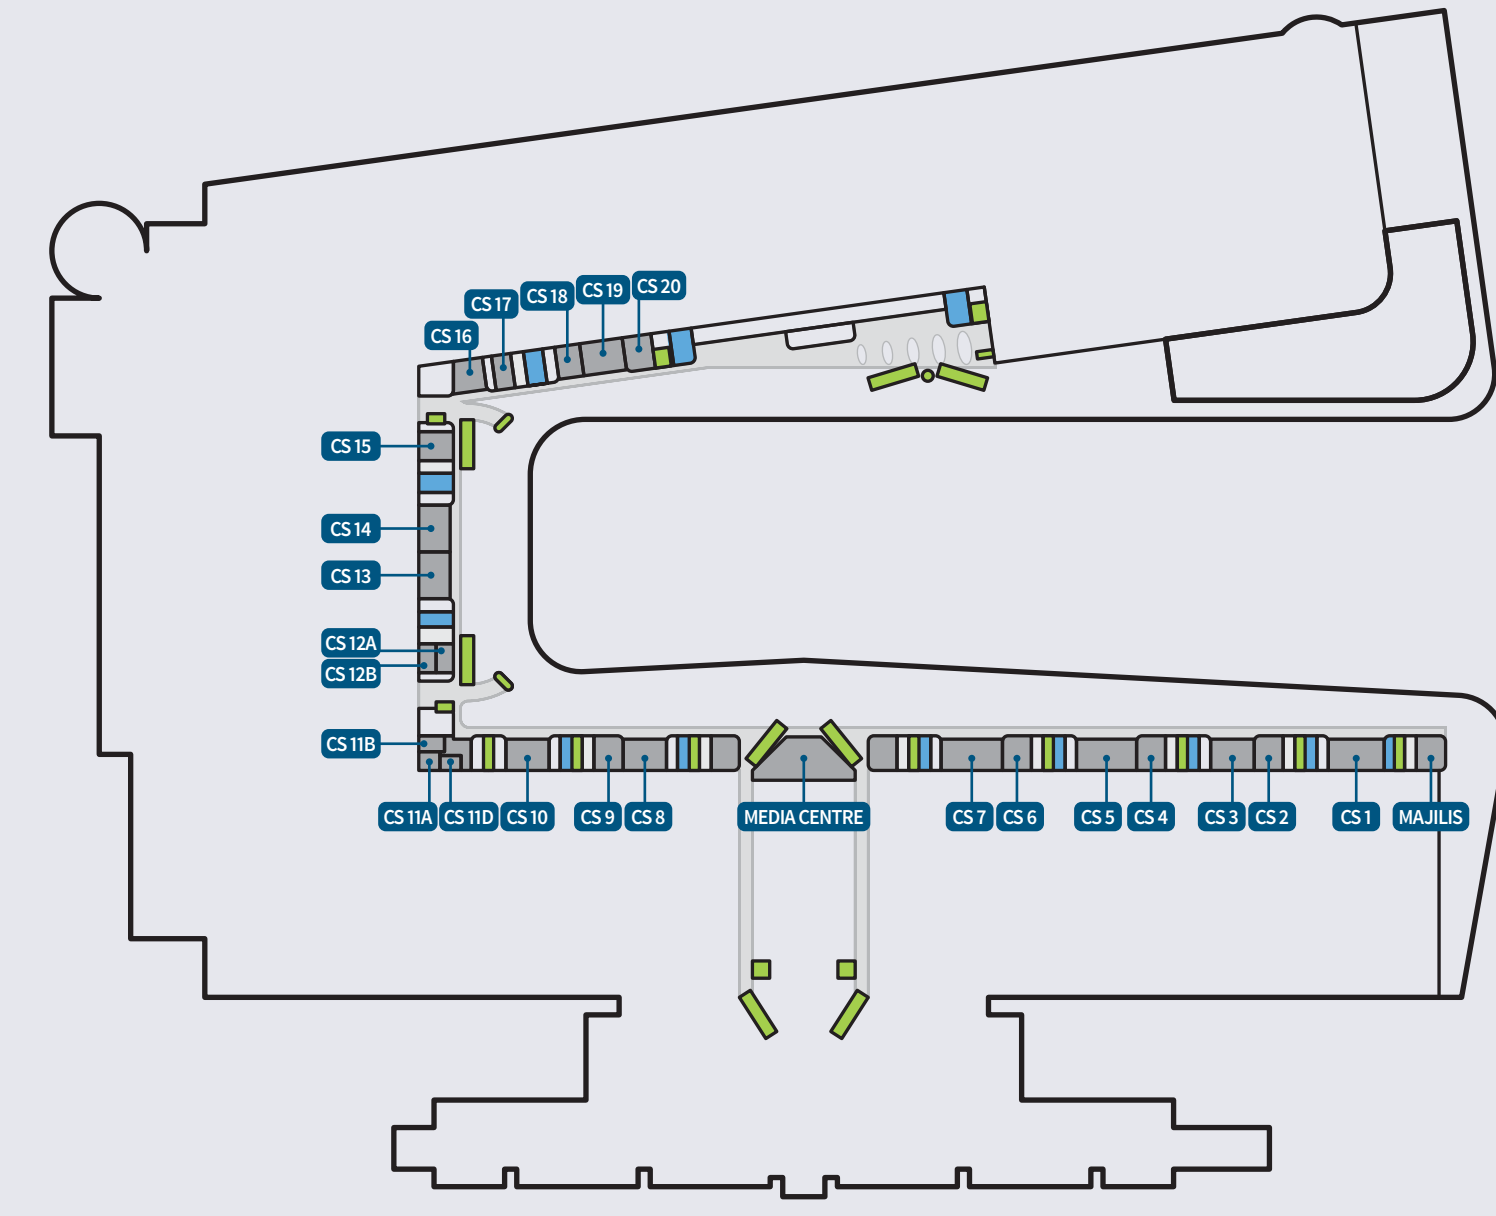 CS 20
CS 19
CS 18
CS 17
CS 16
CS 15
CS 14
CS 13
CS 12A
CS 12B
CS 11B
CS 11A
CS 11D
CS 10
CS 9
CS 8
MEDIA CENTRE
CS 7
CS 6
CS 5
CS 4
CS 3
CS 2
CS 1
MAJILIS